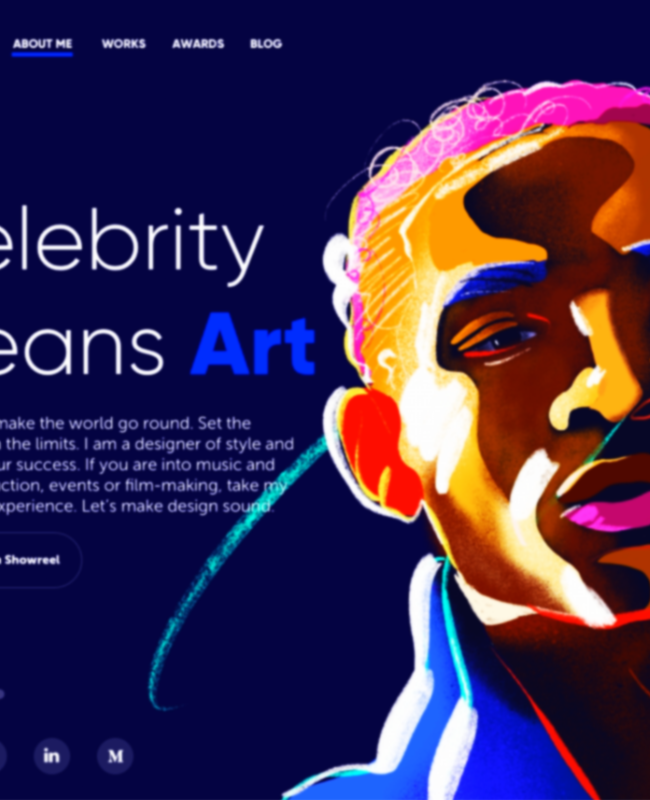 ABOUT ME WORKS AWARDS BLOG
elebrity
eans Art
make the world go round. Set the
the limits. I am a designer of style and
ur success. If you are into music and
ction, events or film-making, take my
xperience. Let's make design sound.
Showreel
in
M